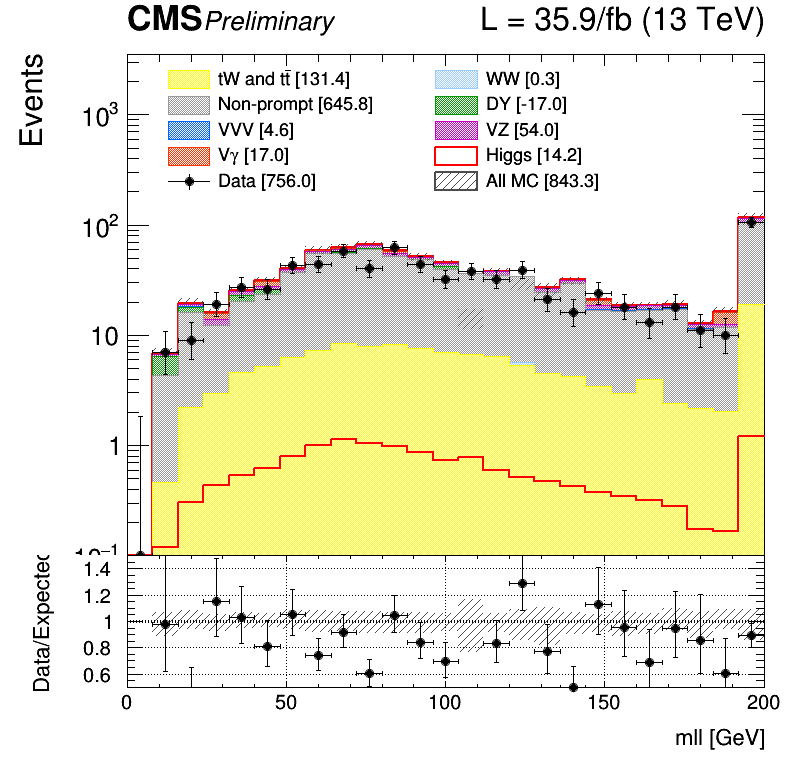 CMS Preliminary L = 35.9/fb (13 TeV)
Events
tW and tt̄ [131.4] WW [0.3]
Non-prompt [645.8] DY [-17.0]
VVV [4.6] VZ [54.0]
Vγ [17.0] Higgs [14.2]
Data [756.0] All MC [843.3]
10³
10²
10
1
10⁻¹
Data/Expected
1.4
1.2
1
0.8
0.6
0 50 100 150 200
mll [GeV]